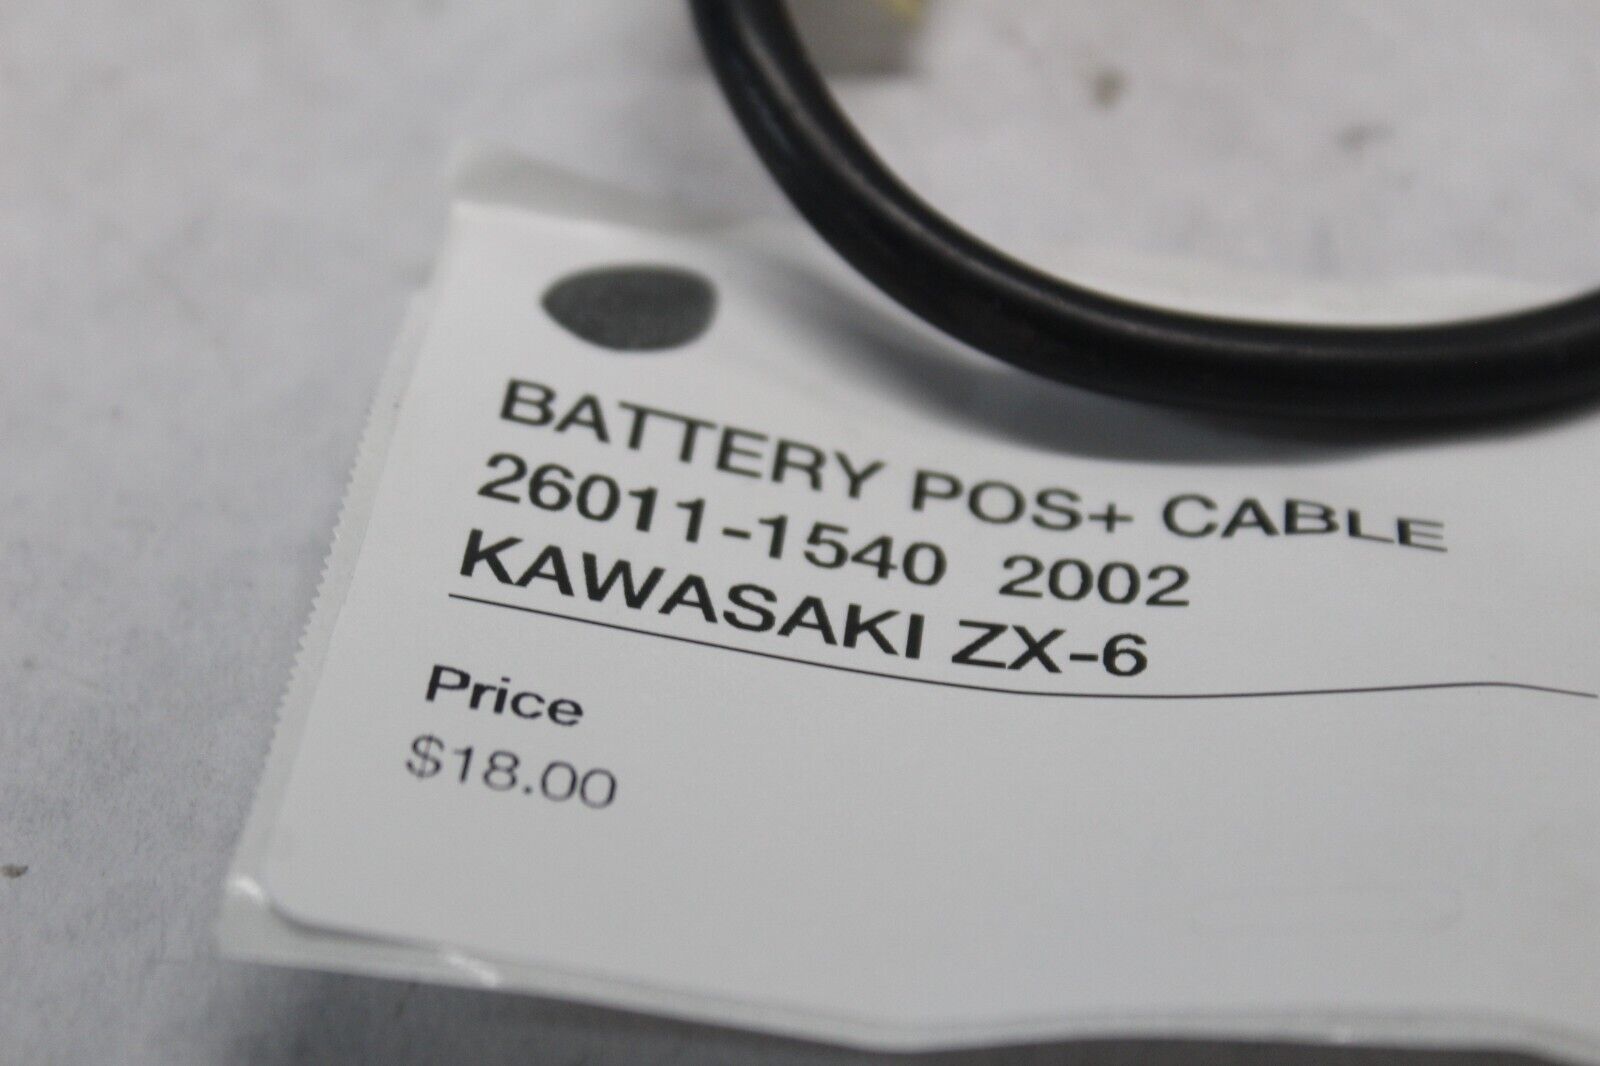 BATTERY POS+ CABLE
26011-1540 2002
KAWASAKI ZX-6
Price
$18.00